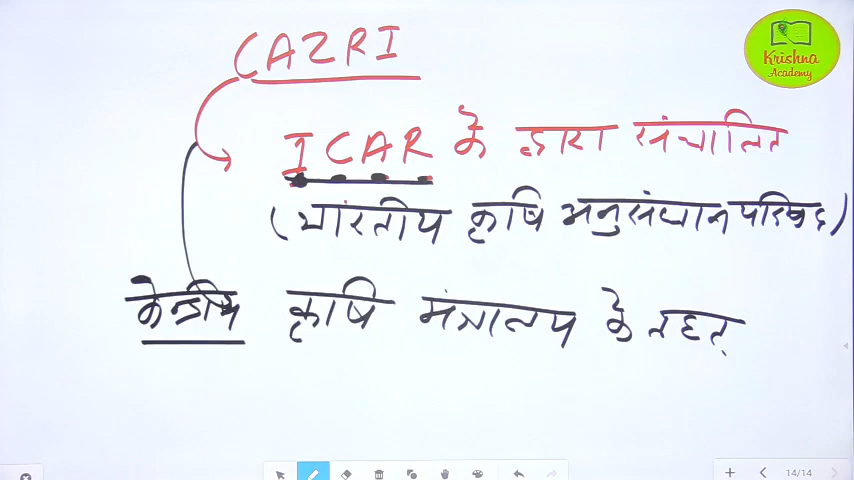 CAZRI
Krishna
Academy
ICAR के द्वारा संचालित
(भारतीय कृषि अनुसंधान परिषद)
केन्द्रीय कृषि मंत्रालय के तहत
14/14